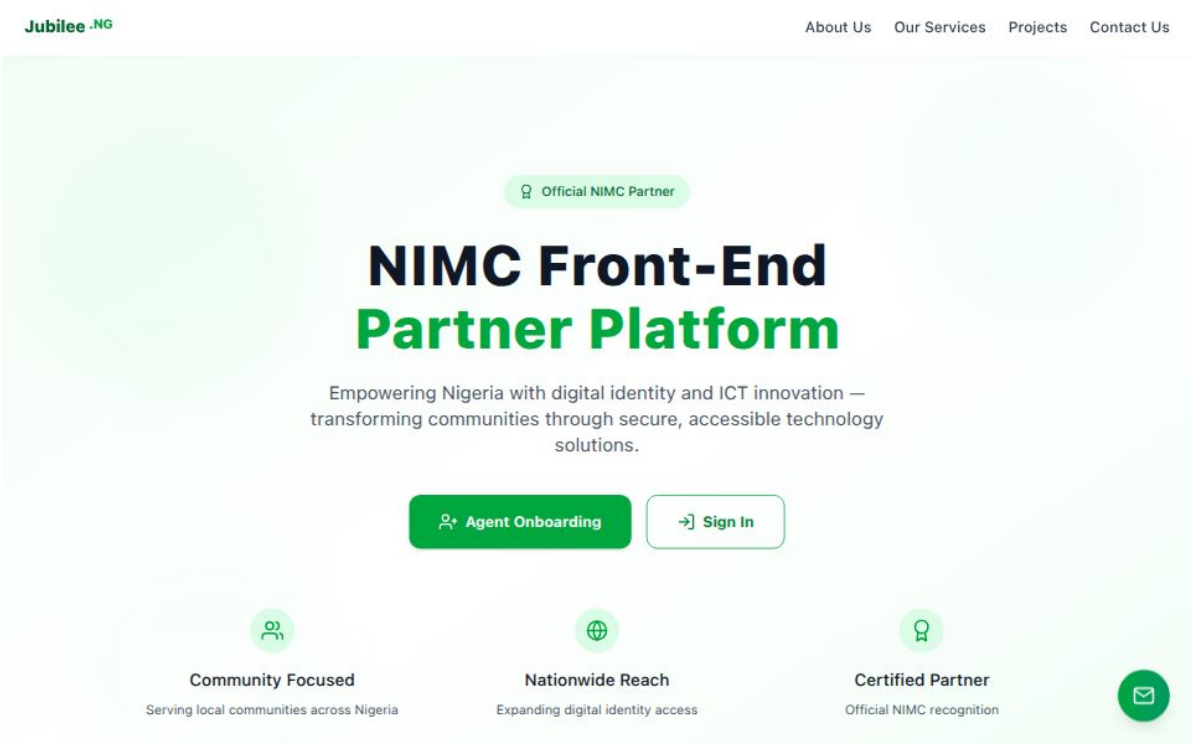 Jubilee .NG
About Us Our Services Projects Contact Us
Official NIMC Partner
NIMC Front-End
Partner Platform
Empowering Nigeria with digital identity and ICT innovation —
transforming communities through secure, accessible technology
solutions.
Agent Onboarding Sign In
Community Focused Nationwide Reach Certified Partner
Serving local communities across Nigeria Expanding digital identity access Official NIMC recognition